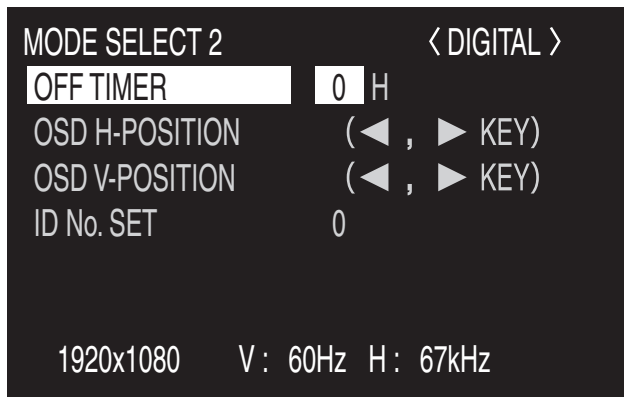 MODE SELECT 2 〈 DIGITAL 〉
OFF TIMER 0 H
OSD H-POSITION (◀ , ▶ KEY)
OSD V-POSITION (◀ , ▶ KEY)
ID No. SET 0
1920x1080 V : 60Hz H : 67kHz